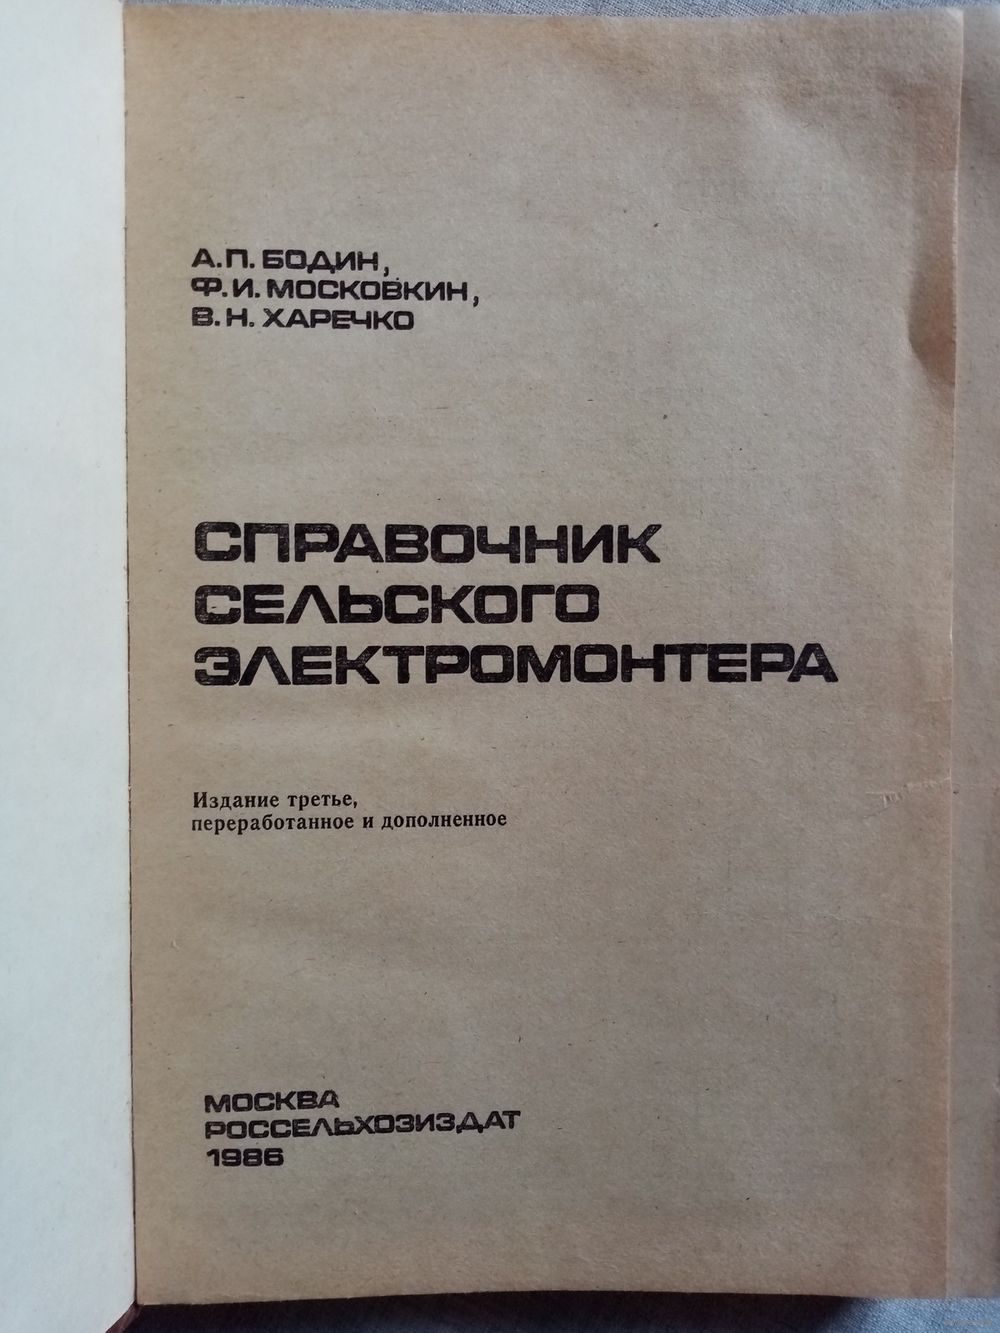 А.П. БОДИН,
Ф.И. МОСКОВКИН,
В.Н. ХАРЕЧКО
СПРАВОЧНИК
СЕЛЬСКОГО
ЭЛЕКТРОМОНТЕРА
Издание третье,
переработанное и дополненное
МОСКВА
РОССЕЛЬХОЗИЗДАТ
1986